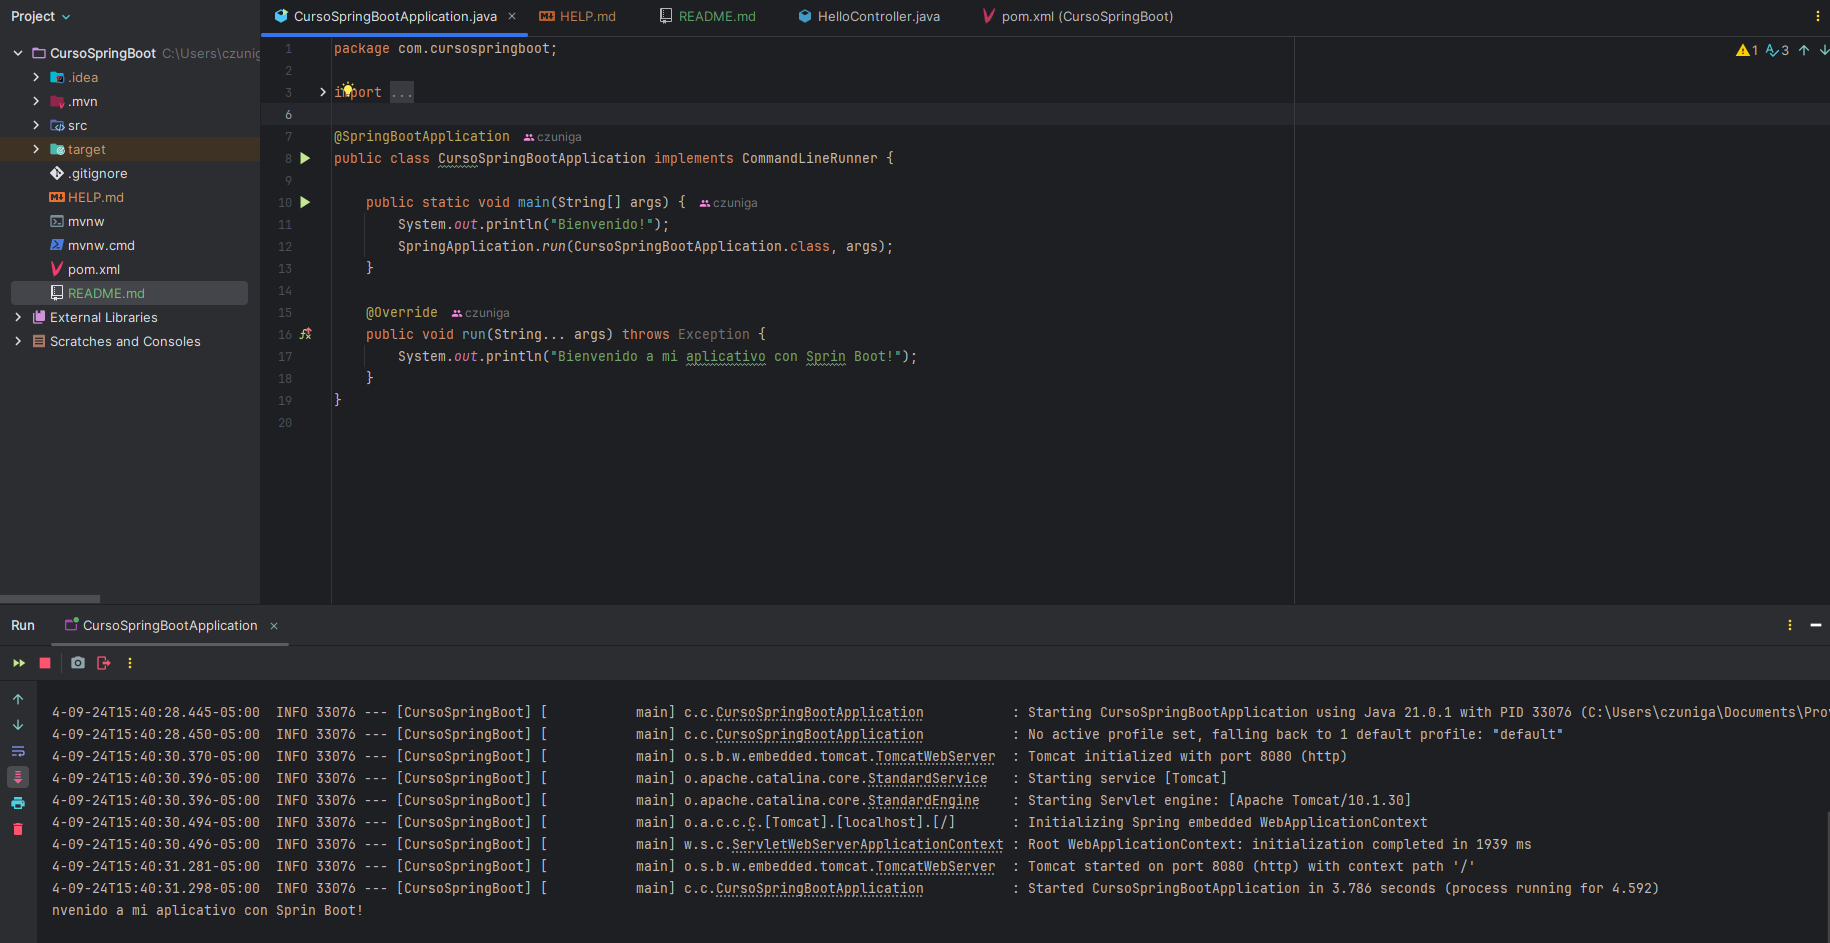 Project
CursoSpringBootApplication.java
HELP.md
README.md
HelloController.java
pom.xml (CursoSpringBoot)
CursoSpringBoot C:\Users\czunig
.idea
.mvn
src
target
.gitignore
HELP.md
mvnw
mvnw.cmd
pom.xml
README.md
External Libraries
Scratches and Consoles
1 3
1 package com.cursospringboot;
2
3 import ...
6
7 @SpringBootApplication czuniga
8 public class CursoSpringBootApplication implements CommandLineRunner {
9
10 public static void main(String[] args) { czuniga
11 System.out.println("Bienvenido!");
12 SpringApplication.run(CursoSpringBootApplication.class, args);
13 }
14
15 @Override czuniga
16 public void run(String... args) throws Exception {
17 System.out.println("Bienvenido a mi aplicativo con Sprin Boot!");
18 }
19 }
20
Run CursoSpringBootApplication
4-09-24T15:40:28.445-05:00 INFO 33076 --- [CursoSpringBoot] [ main] c.c.CursoSpringBootApplication : Starting CursoSpringBootApplication using Java 21.0.1 with PID 33076 (C:\Users\czuniga\Documents\Pro
4-09-24T15:40:28.450-05:00 INFO 33076 --- [CursoSpringBoot] [ main] c.c.CursoSpringBootApplication : No active profile set, falling back to 1 default profile: "default"
4-09-24T15:40:30.370-05:00 INFO 33076 --- [CursoSpringBoot] [ main] o.s.b.w.embedded.tomcat.TomcatWebServer : Tomcat initialized with port 8080 (http)
4-09-24T15:40:30.396-05:00 INFO 33076 --- [CursoSpringBoot] [ main] o.apache.catalina.core.StandardService : Starting service [Tomcat]
4-09-24T15:40:30.396-05:00 INFO 33076 --- [CursoSpringBoot] [ main] o.apache.catalina.core.StandardEngine : Starting Servlet engine: [Apache Tomcat/10.1.30]
4-09-24T15:40:30.494-05:00 INFO 33076 --- [CursoSpringBoot] [ main] o.a.c.c.C.[Tomcat].[localhost].[/] : Initializing Spring embedded WebApplicationContext
4-09-24T15:40:30.496-05:00 INFO 33076 --- [CursoSpringBoot] [ main] w.s.c.ServletWebServerApplicationContext : Root WebApplicationContext: initialization completed in 1939 ms
4-09-24T15:40:31.281-05:00 INFO 33076 --- [CursoSpringBoot] [ main] o.s.b.w.embedded.tomcat.TomcatWebServer : Tomcat started on port 8080 (http) with context path '/'
4-09-24T15:40:31.298-05:00 INFO 33076 --- [CursoSpringBoot] [ main] c.c.CursoSpringBootApplication : Started CursoSpringBootApplication in 3.786 seconds (process running for 4.592)
nvenido a mi aplicativo con Sprin Boot!